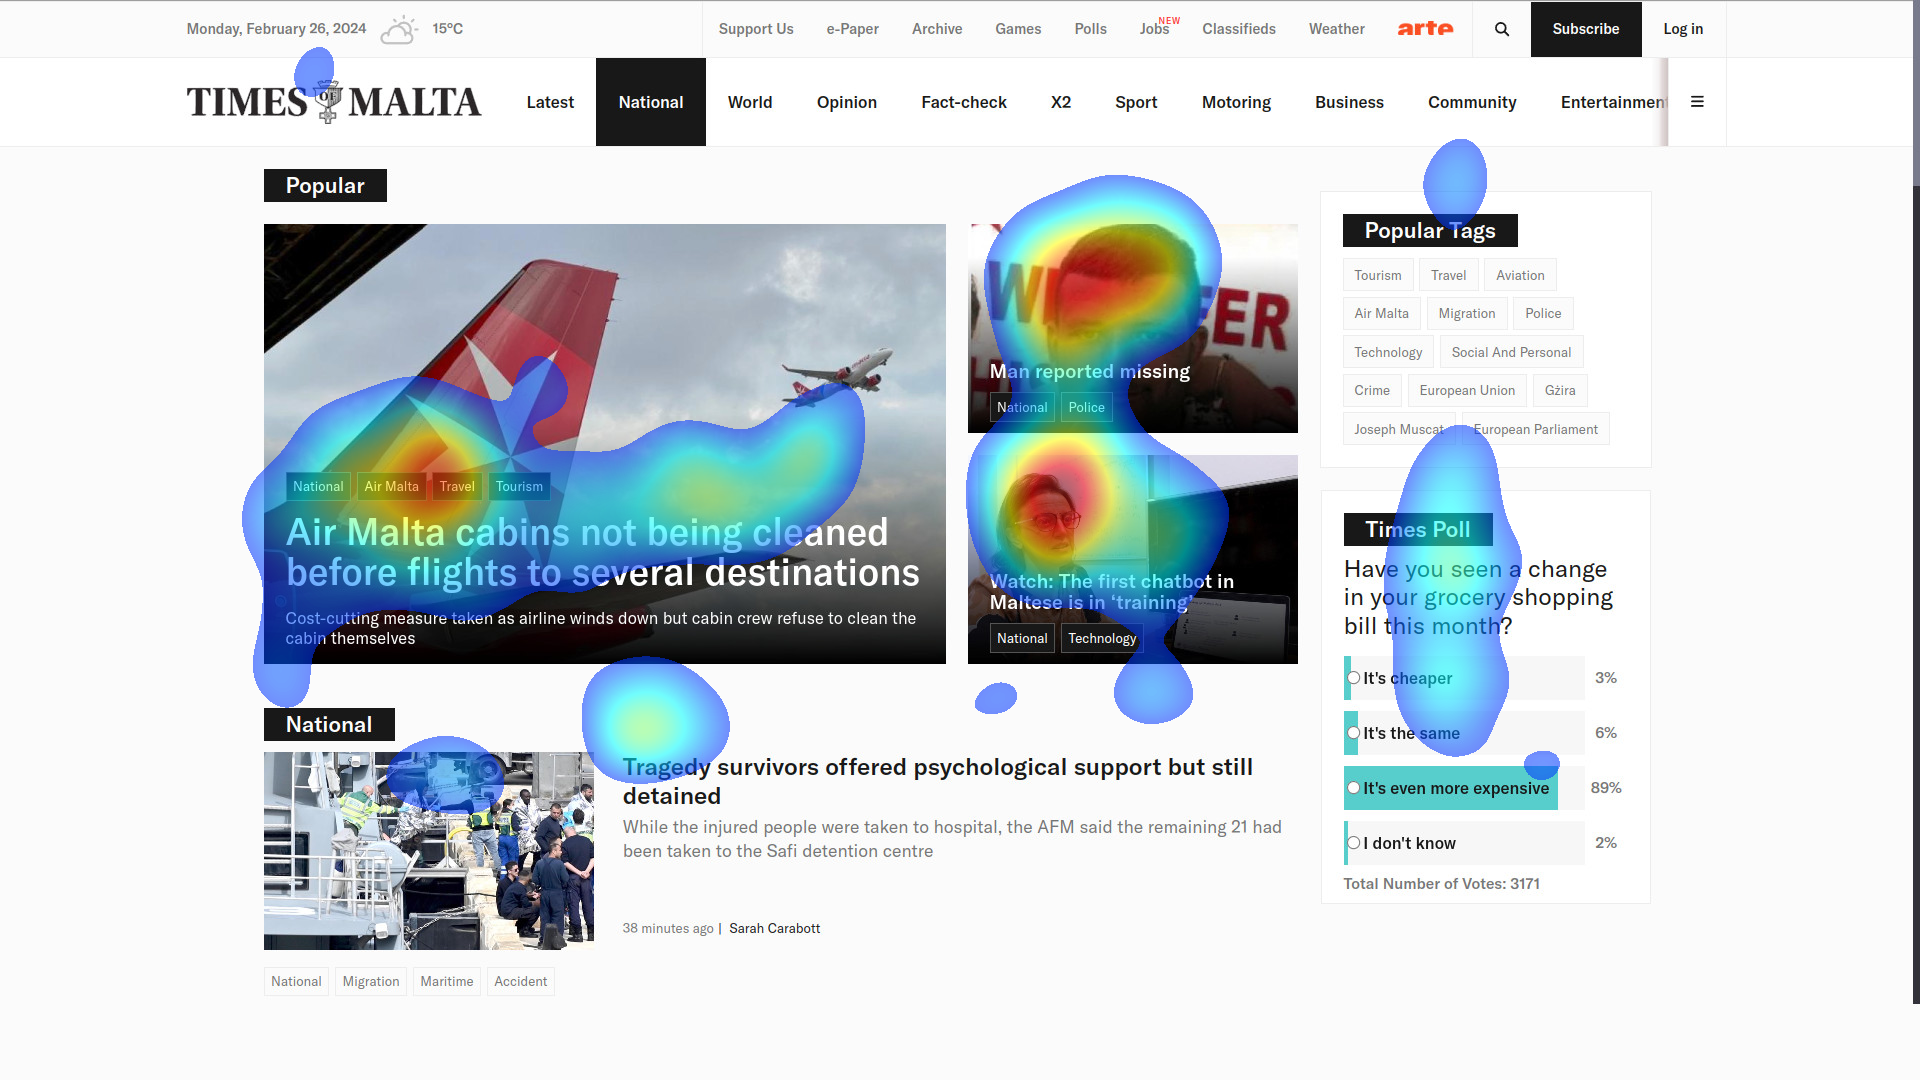 Monday, February 26, 2024 15°C Support Us e-Paper Archive Games Polls Jobs NEW Classifieds Weather arte Subscribe Log in
TIMES OF MALTA Latest National World Opinion Fact-check X2 Sport Motoring Business Community Entertainment
Popular
National Air Malta Travel Tourism
Air Malta cabins not being cleaned
before flights to several destinations
Cost-cutting measure taken as airline winds down but cabin crew refuse to clean the
cabin themselves
Man reported missing
National Police
Watch: The first chatbot in
Maltese is in ‘training’
National Technology
Popular Tags
Tourism Travel Aviation
Air Malta Migration Police
Technology Social And Personal
Crime European Union Gżira
Joseph Muscat European Parliament
Times Poll
Have you seen a change
in your grocery shopping
bill this month?
It's cheaper 3%
It's the same 6%
It's even more expensive 89%
I don't know 2%
Total Number of Votes: 3171
National
Tragedy survivors offered psychological support but still
detained
While the injured people were taken to hospital, the AFM said the remaining 21 had
been taken to the Safi detention centre
38 minutes ago | Sarah Carabott
National Migration Maritime Accident